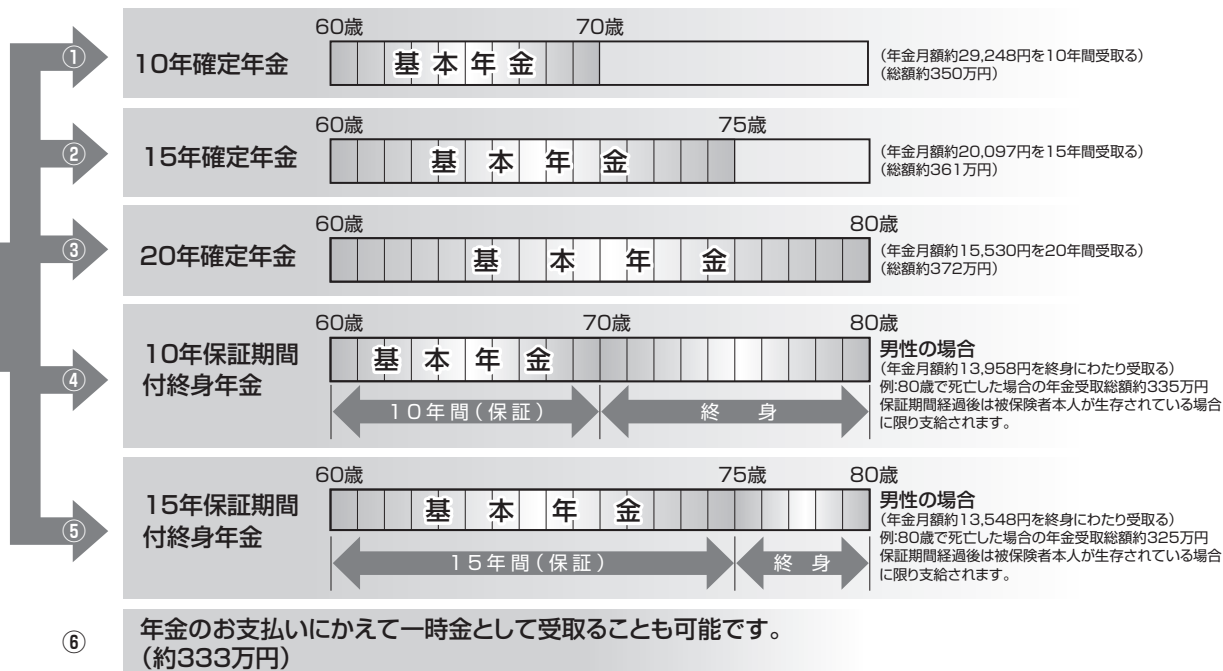 60歳 70歳
① 10年確定年金 基本年金 (年金月額約29,248円を10年間受取る)
(総額約350万円)
60歳 75歳
② 15年確定年金 基本年金 (年金月額約20,097円を15年間受取る)
(総額約361万円)
60歳 80歳
③ 20年確定年金 基本年金 (年金月額約15,530円を20年間受取る)
(総額約372万円)
60歳 70歳 80歳
④ 10年保証期間
付終身年金
基本年金
10年間(保証) 終身
男性の場合
(年金月額約13,958円を終身にわたり受取る)
例:80歳で死亡した場合の年金受取総額約335万円
保証期間経過後は被保険者本人が生存されている場合
に限り支給されます。
60歳 75歳 80歳
⑤ 15年保証期間
付終身年金
基本年金
15年間(保証) 終身
男性の場合
(年金月額約13,548円を終身にわたり受取る)
例:80歳で死亡した場合の年金受取総額約325万円
保証期間経過後は被保険者本人が生存されている場合
に限り支給されます。
⑥ 年金のお支払いにかえて一時金として受取ることも可能です。
(約333万円)